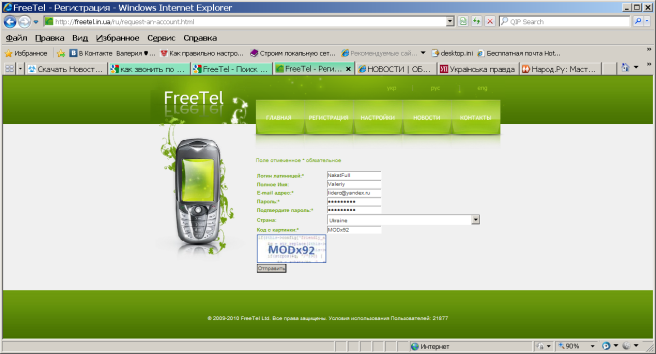 FreeTel - Регистрация - Windows Internet Explorer
http://freetel.in.ua/ru/request-an-account.html
QIP Search
Файл Правка Вид Избранное Сервис Справка
Избранное В Контакте Валерия Как правильно настро... Строим локальную сет... Рекомендуемые сай... desktop.ini Бесплатная почта Hot...
Скачать Новост... как звонить по ... FreeTel - Поиск ... FreeTel - Реги... НОВОСТИ | ОБ... Українська правда Народ.Ру: Маст...
укр рус eng
FreeTel
ГЛАВНАЯ РЕГИСТРАЦИЯ НАСТРОЙКИ НОВОСТИ КОНТАКТЫ
Поле отмеченное * обязательное
Логин латиницей:* NakatFull
Полное Имя: Valeriy
E-mail адрес:* lidero@yandex.ru
Пароль:* •••••••••
Подтвердите пароль:* •••••••••
Страна: Ukraine
Код с картинки:* MODx92
MODx92
Отправить
© 2009-2010 FreeTel Ltd. Все права защищены. Условия использования Пользователей: 21877
Интернет 90%